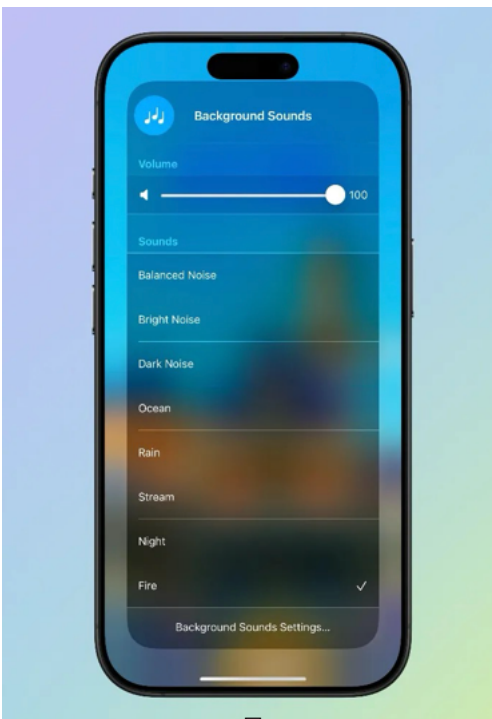 Background Sounds
Volume
100
Sounds
Balanced Noise
Bright Noise
Dark Noise
Ocean
Rain
Stream
Night
Fire
Background Sounds Settings...